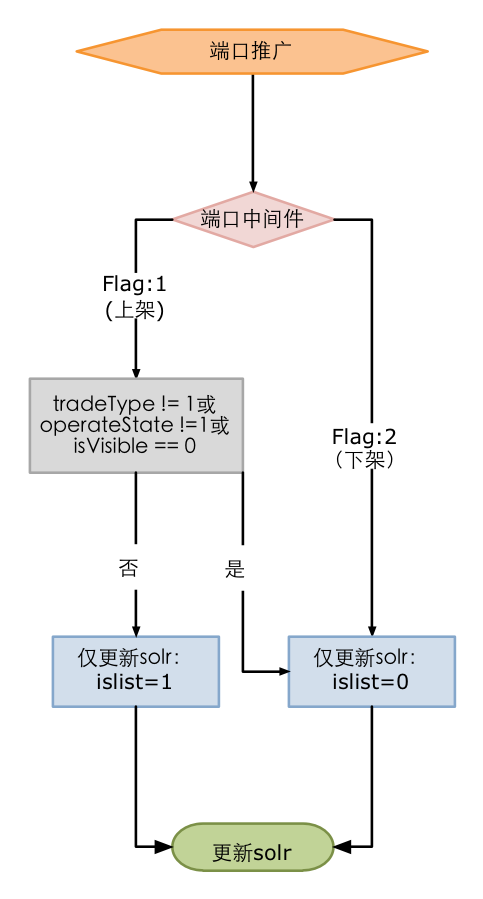 端口推广
端口中间件
Flag:1
(上架)
tradeType != 1或
operateState !=1或
isVisible == 0
Flag:2
（下架）
否
是
仅更新solr：
islist=1
仅更新solr：
islist=0
更新solr